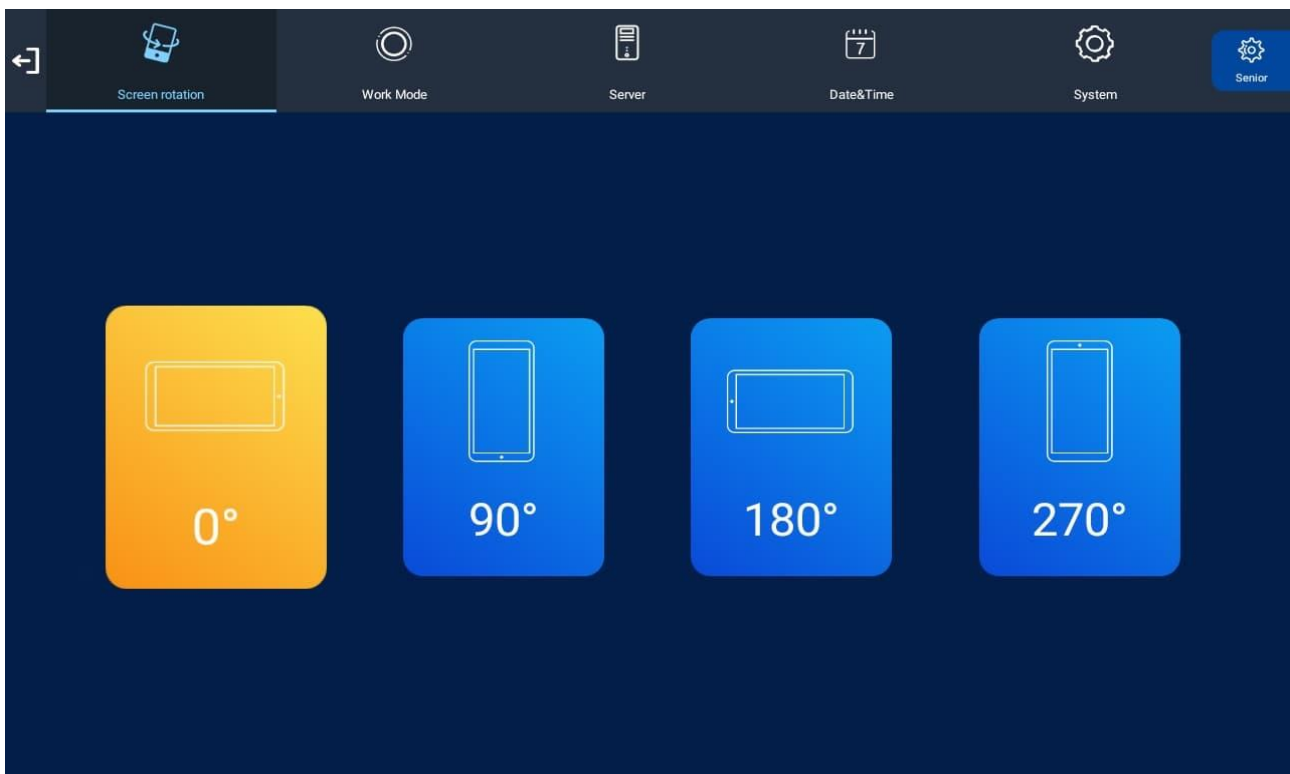 Screen rotation
Work Mode
Server
7
Date&Time
System
Senior
0°
90°
180°
270°